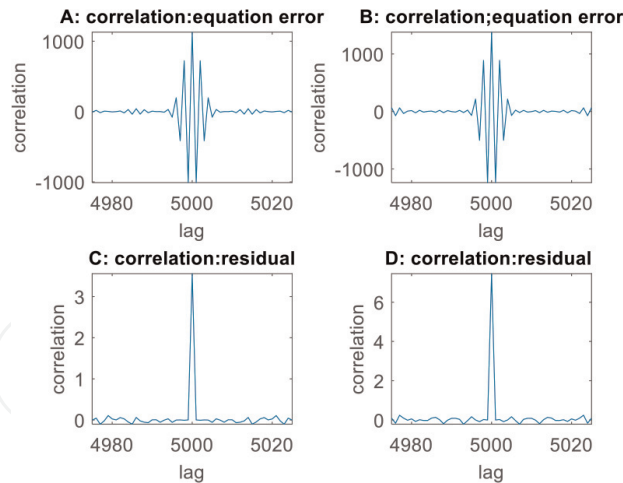 A: correlation:equation error
correlation
1000
0
-1000
4980 5000 5020
lag
B: correlation;equation error
correlation
1000
0
-1000
4980 5000 5020
lag
C: correlation:residual
correlation
3
2
1
0
4980 5000 5020
lag
D: correlation:residual
correlation
6
4
2
0
4980 5000 5020
lag